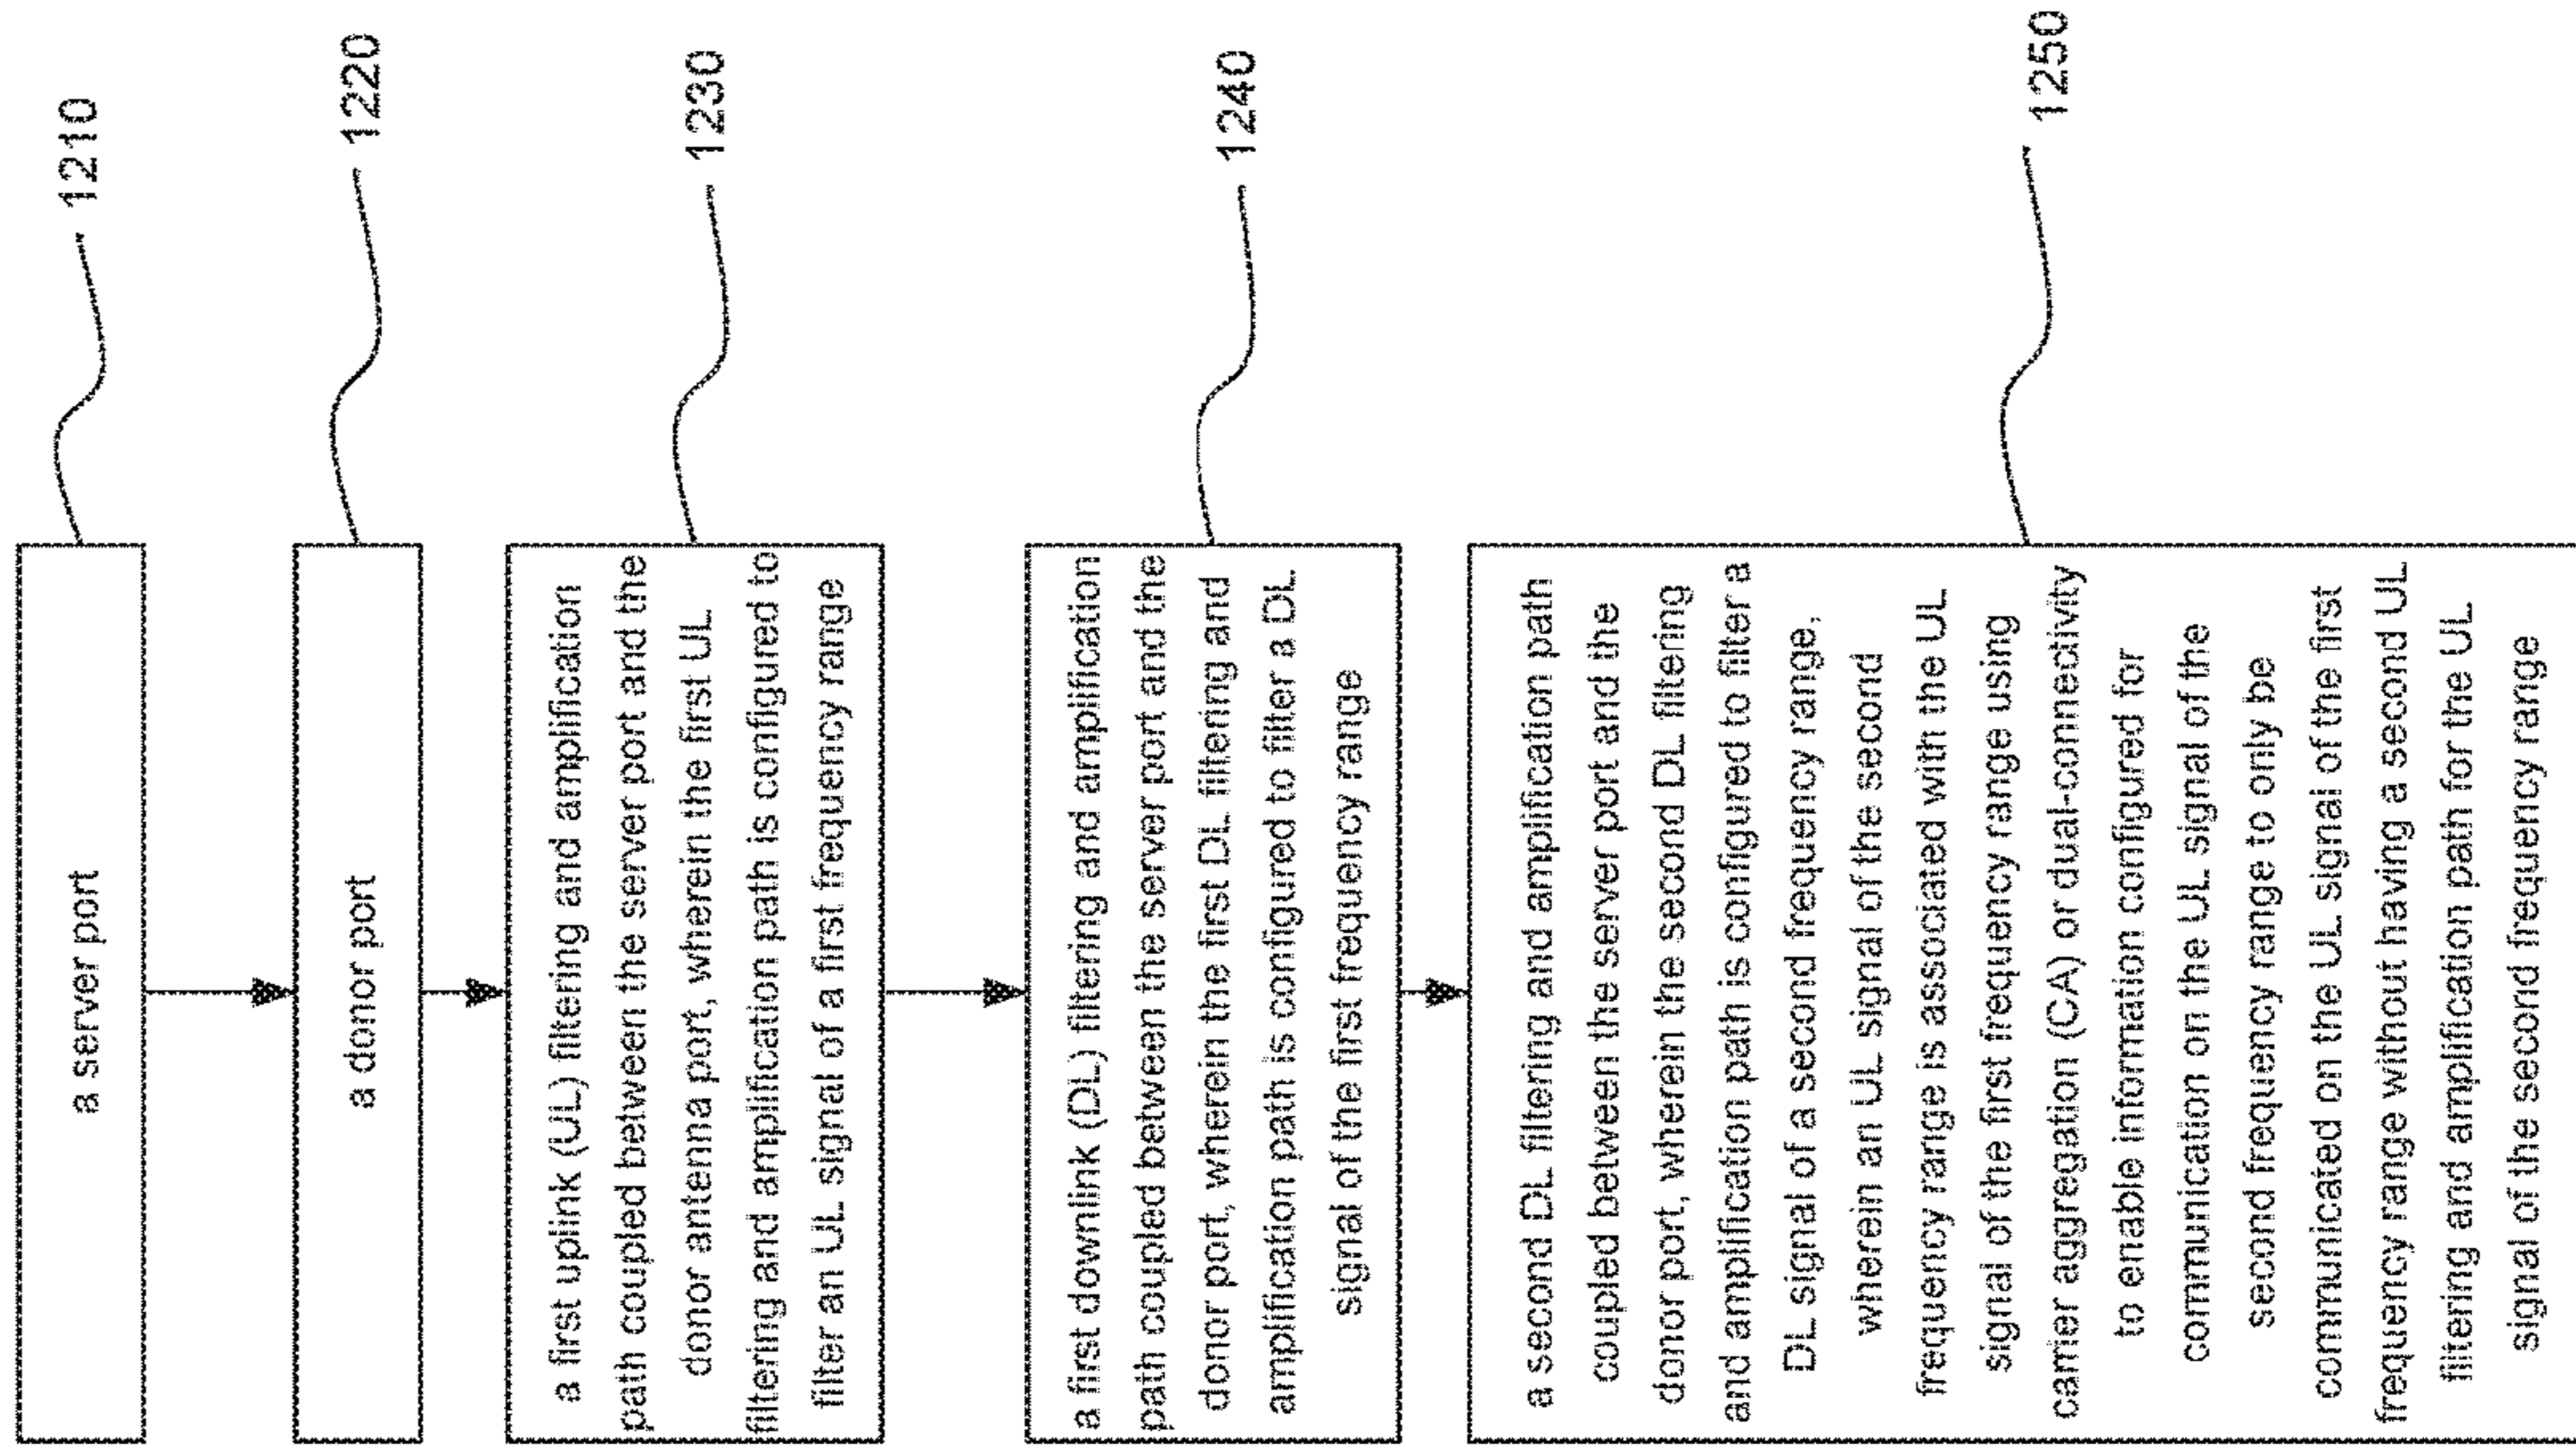 a server port
1210
a donor port
1220
a first uplink (UL) filtering and amplification
path coupled between the server port and the
donor antenna port, wherein the first UL
filtering and amplification path is configured to
filter an UL signal of a first frequency range
1230
a first downlink (DL) filtering and amplification
path coupled between the server port and the
donor port, wherein the first DL filtering and
amplification path is configured to filter a DL
signal of the first frequency range
1240
a second DL filtering and amplification path
coupled between the server port and the
donor port, wherein the second DL filtering
and amplification path is configured to filter a
DL signal of a second frequency range,
wherein an UL signal of the second
frequency range is associated with the UL
signal of the first frequency range using
carrier aggregation (CA) or dual-connectivity
to enable information configured for
communication on the UL signal of the
second frequency range to only be
communicated on the UL signal of the first
frequency range without having a second UL
filtering and amplification path for the UL
signal of the second frequency range
1250